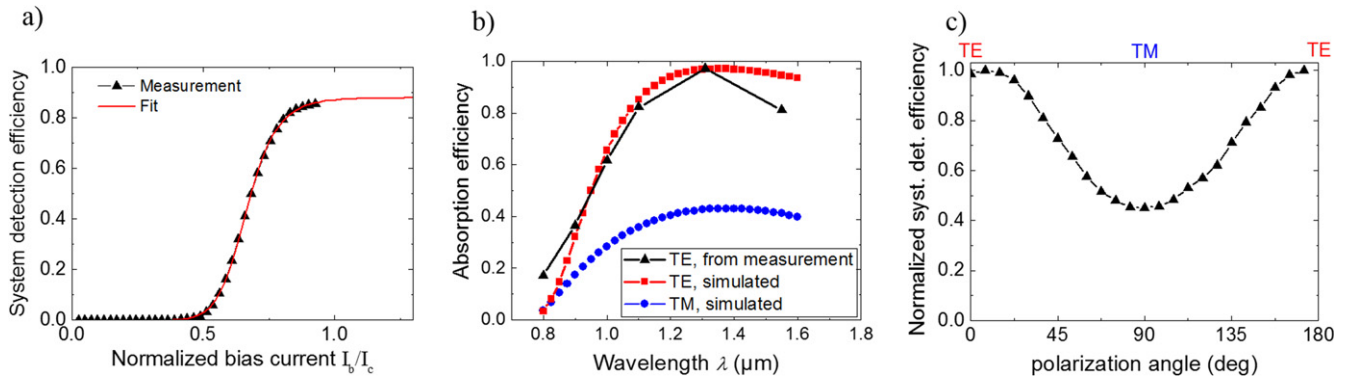 a)
System detection efficiency
1.0
0.8
0.6
0.4
0.2
0.0
Measurement
Fit
0.0
0.5
1.0
Normalized bias current I_b/I_c
b)
Absorption efficiency
1.0
0.8
0.6
0.4
0.2
0.0
TE, from measurement
TE, simulated
TM, simulated
0.8
1.0
1.2
1.4
1.6
1.8
Wavelength λ (µm)
c)
TE
TM
TE
Normalized syst. det. efficiency
1.0
0.8
0.6
0.4
0.2
0.0
0
45
90
135
180
polarization angle (deg)